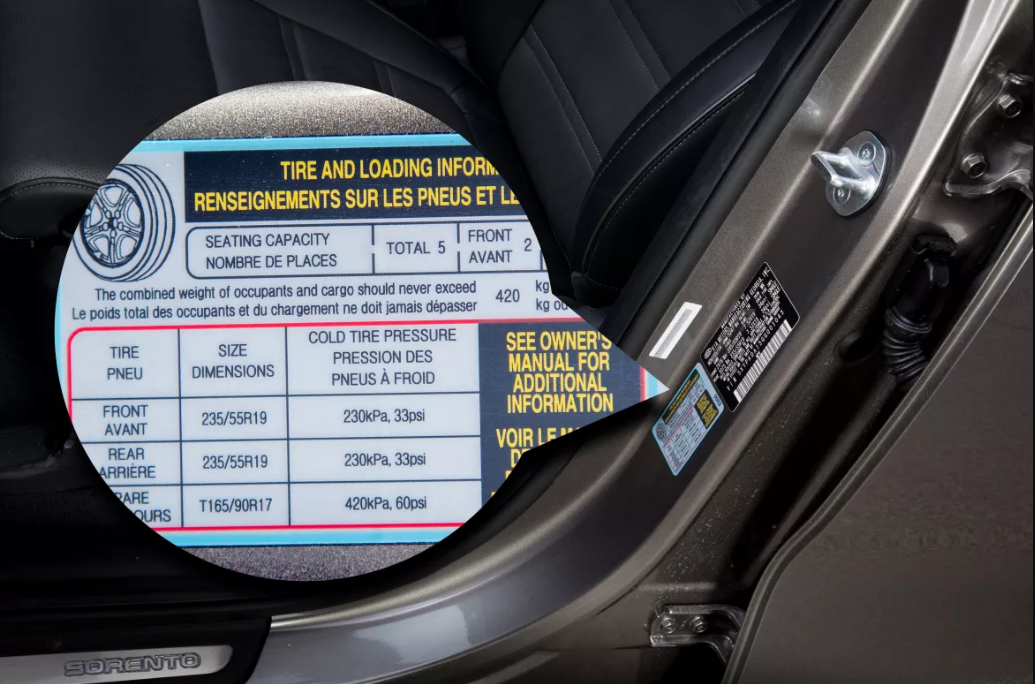 TIRE AND LOADING
RENSEIGNEMENTS SUR LES PNEUS ET
SEATING CAPACITY
NOMBRE DE PLACES
TOTAL 5
FRONT
AVANT
2
The combined weight of occupants and cargo should never exceed
Le poids total des occupants et du chargement ne doit jamais dépasser
420
kg
kg
TIRE
PNEU
SIZE
DIMENSIONS
COLD TIRE PRESSURE
PRESSION DES
PNEUS À FROID
SEE OWNER'S
MANUAL FOR
ADDITIONAL
INFORMATION
VOIR LE
FRONT
AVANT
235/55R19
230kPa, 33psi
REAR
ARRIÈRE
235/55R19
230kPa, 33psi
T165/90R17
420kPa, 60psi
SORENTO